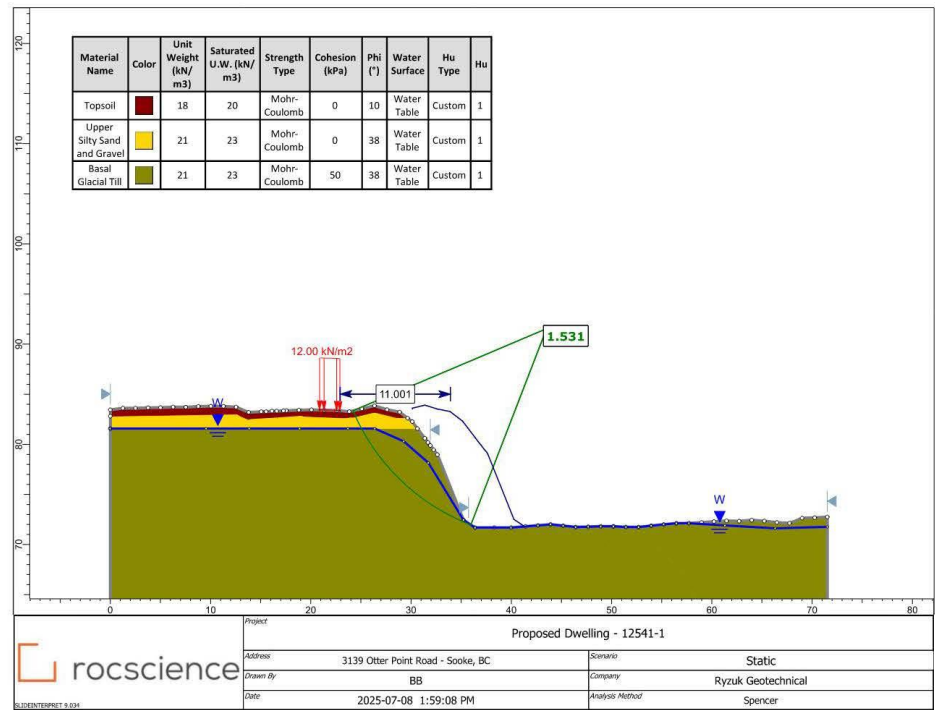 Material Name Color Unit Weight (kN/ m3) Saturated U.W. (kN/ m3) Strength Type Cohesion (kPa) Phi (°) Water Surface Hu Type Hu
Topsoil 18 20 Mohr-Coulomb 0 10 Water Table Custom 1
Upper Silty Sand and Gravel 21 23 Mohr-Coulomb 0 38 Water Table Custom 1
Basal Glacial Till 21 23 Mohr-Coulomb 50 38 Water Table Custom 1
120
110
100
90
80
70
1.531
12.00 kN/m2
11.001
W
W
0 10 20 30 40 50 60 70 80
rocscience
SLIDEINTERPRET 9.034
Project
Proposed Dwelling - 12541-1
Address 3139 Otter Point Road - Sooke, BC Scenario Static
Drawn By BB Company Ryzuk Geotechnical
Date 2025-07-08 1:59:08 PM Analysis Method Spencer